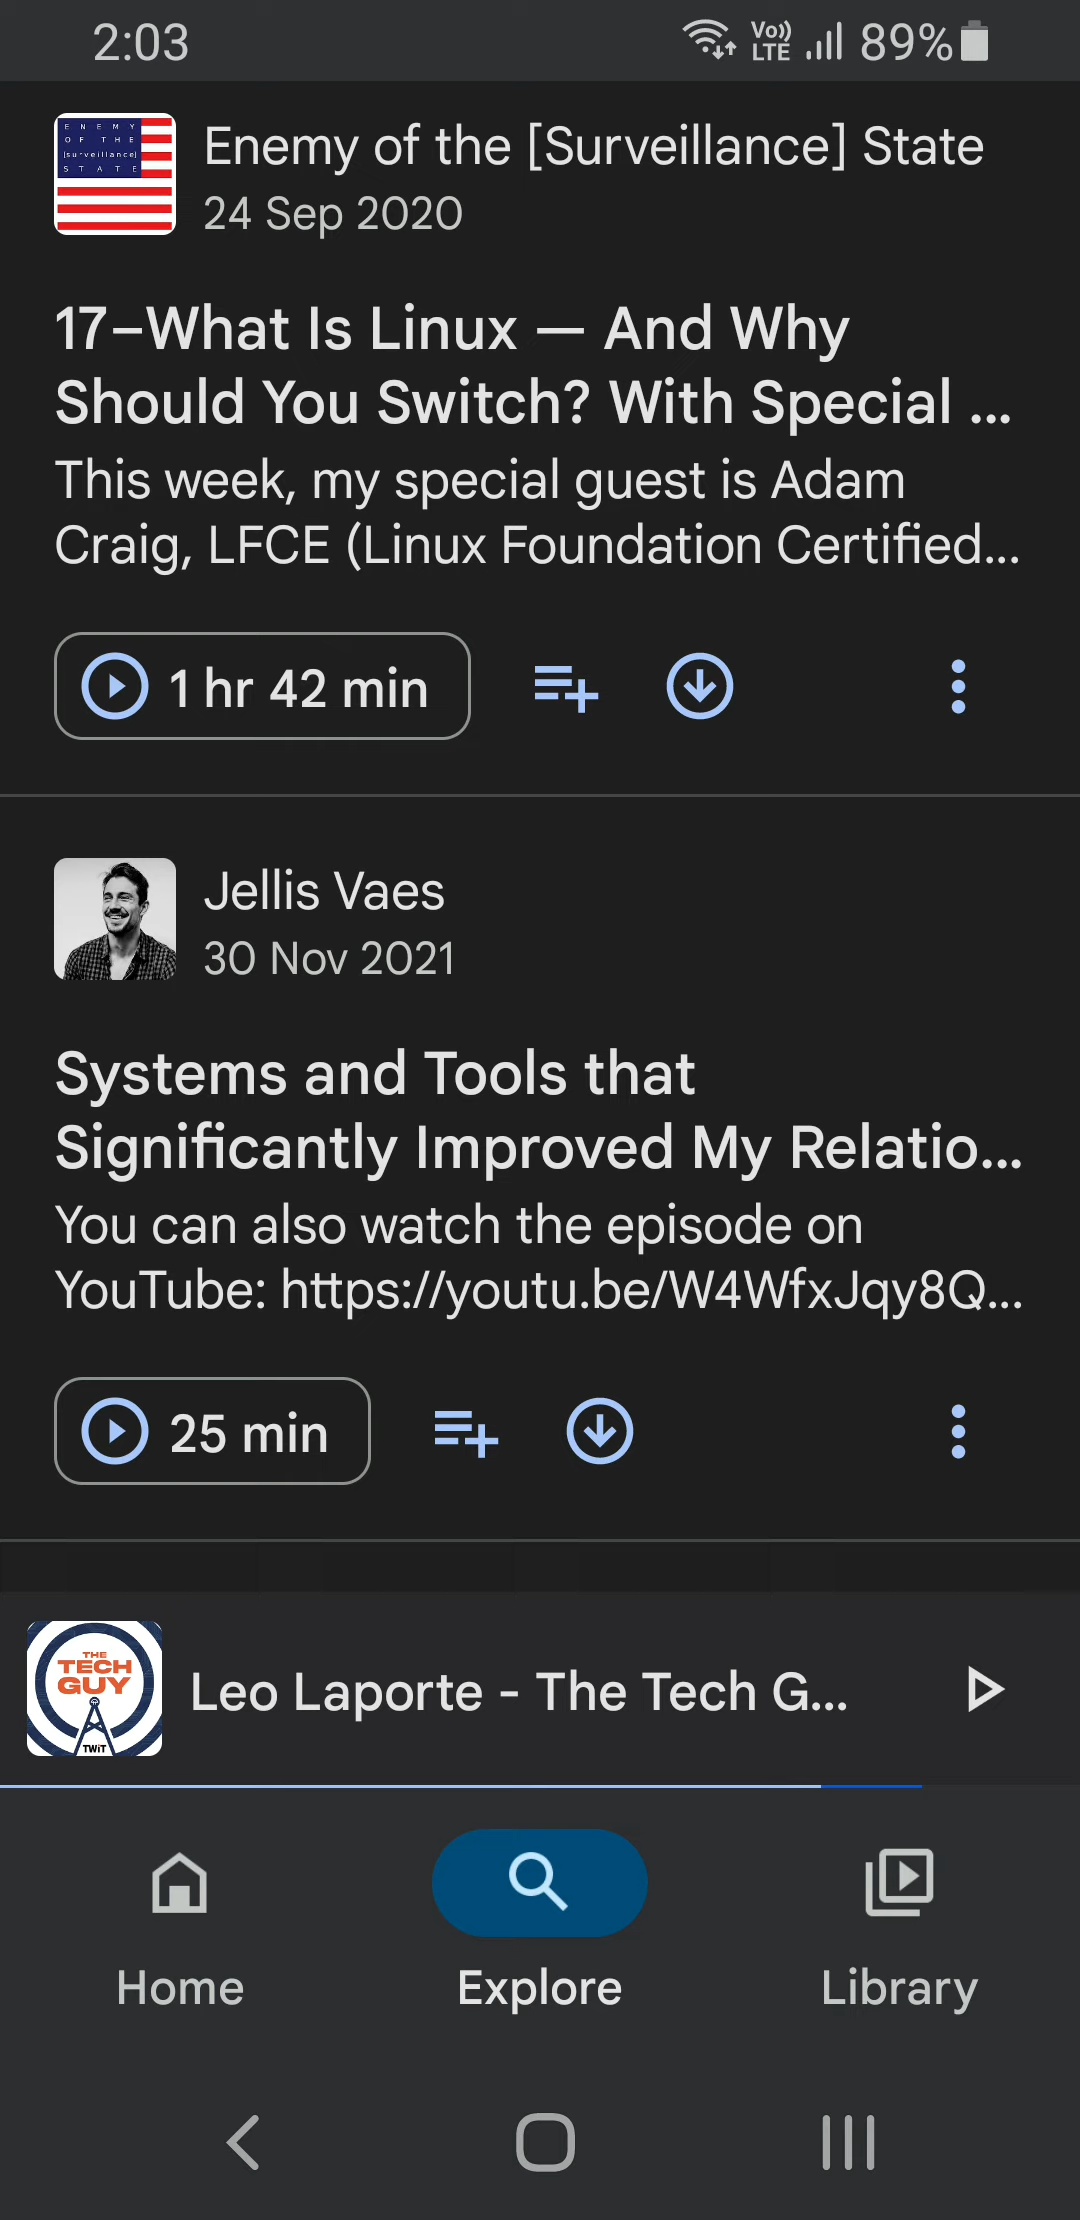 2:03
Vo))
LTE
89%
ENEMY
OF THE
[surveillance]
STATE
Enemy of the [Surveillance] State
24 Sep 2020
17–What Is Linux — And Why
Should You Switch? With Special ...
This week, my special guest is Adam
Craig, LFCE (Linux Foundation Certified...
1 hr 42 min
Jellis Vaes
30 Nov 2021
Systems and Tools that
Significantly Improved My Relatio...
You can also watch the episode on
YouTube: https://youtu.be/W4WfxJqy8Q...
25 min
THE
TECH
GUY
TWiT
Leo Laporte - The Tech G...
Home
Explore
Library